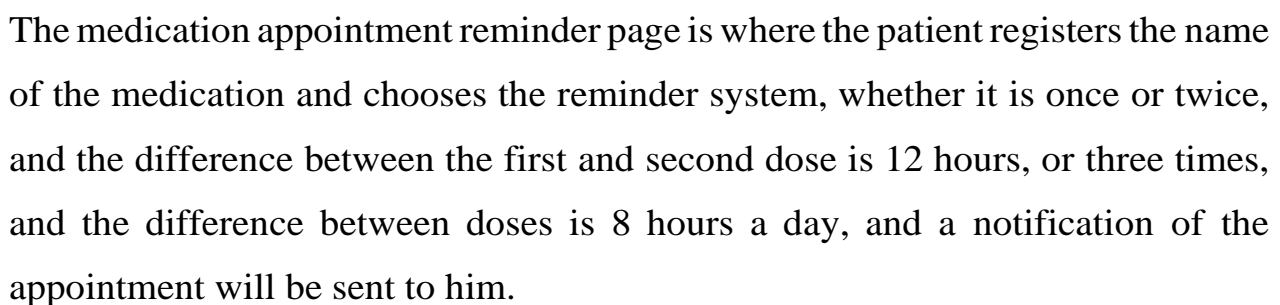 The medication appointment reminder page is where the patient registers the name
of the medication and chooses the reminder system, whether it is once or twice,
and the difference between the first and second dose is 12 hours, or three times,
and the difference between doses is 8 hours a day, and a notification of the
appointment will be sent to him.